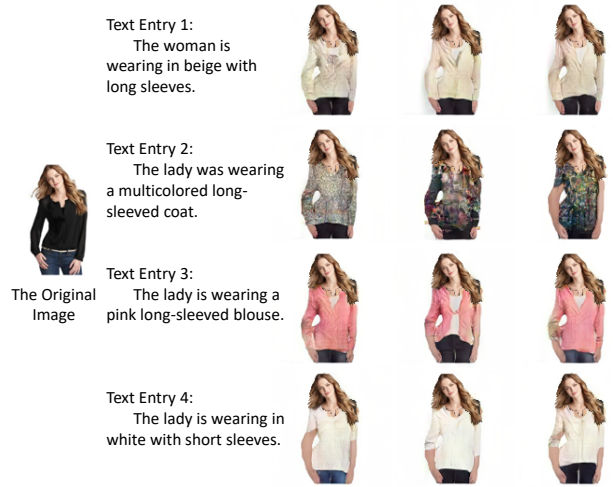 Text Entry 1:
The woman is
wearing in beige with
long sleeves.
Text Entry 2:
The lady was wearing
a multicolored long-
sleeved coat.
The Original
Image
Text Entry 3:
The lady is wearing a
pink long-sleeved blouse.
Text Entry 4:
The lady is wearing in
white with short sleeves.